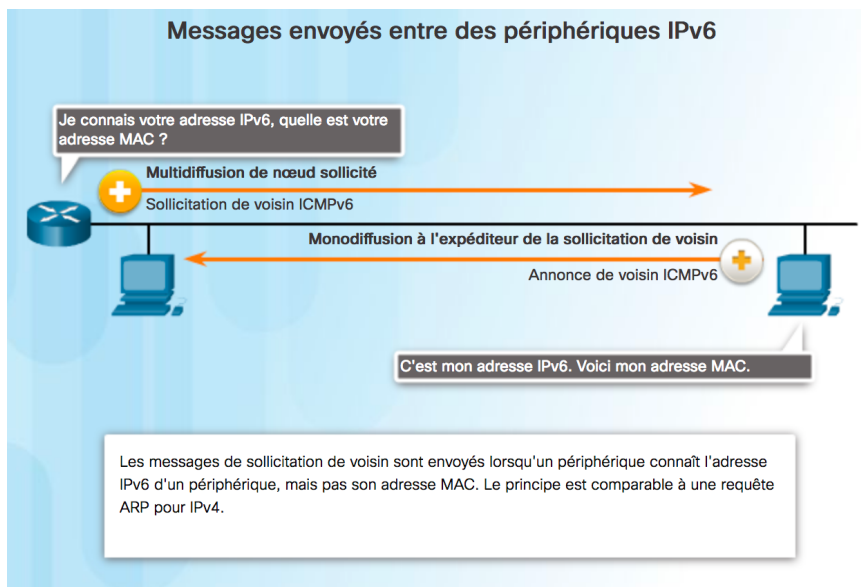 Messages envoyés entre des périphériques IPv6
Je connais votre adresse IPv6, quelle est votre
adresse MAC ?
Multidiffusion de nœud sollicité
Sollicitation de voisin ICMPv6
Monodiffusion à l'expéditeur de la sollicitation de voisin
Annonce de voisin ICMPv6
C'est mon adresse IPv6. Voici mon adresse MAC.
Les messages de sollicitation de voisin sont envoyés lorsqu'un périphérique connaît l'adresse
IPv6 d'un périphérique, mais pas son adresse MAC. Le principe est comparable à une requête
ARP pour IPv4.